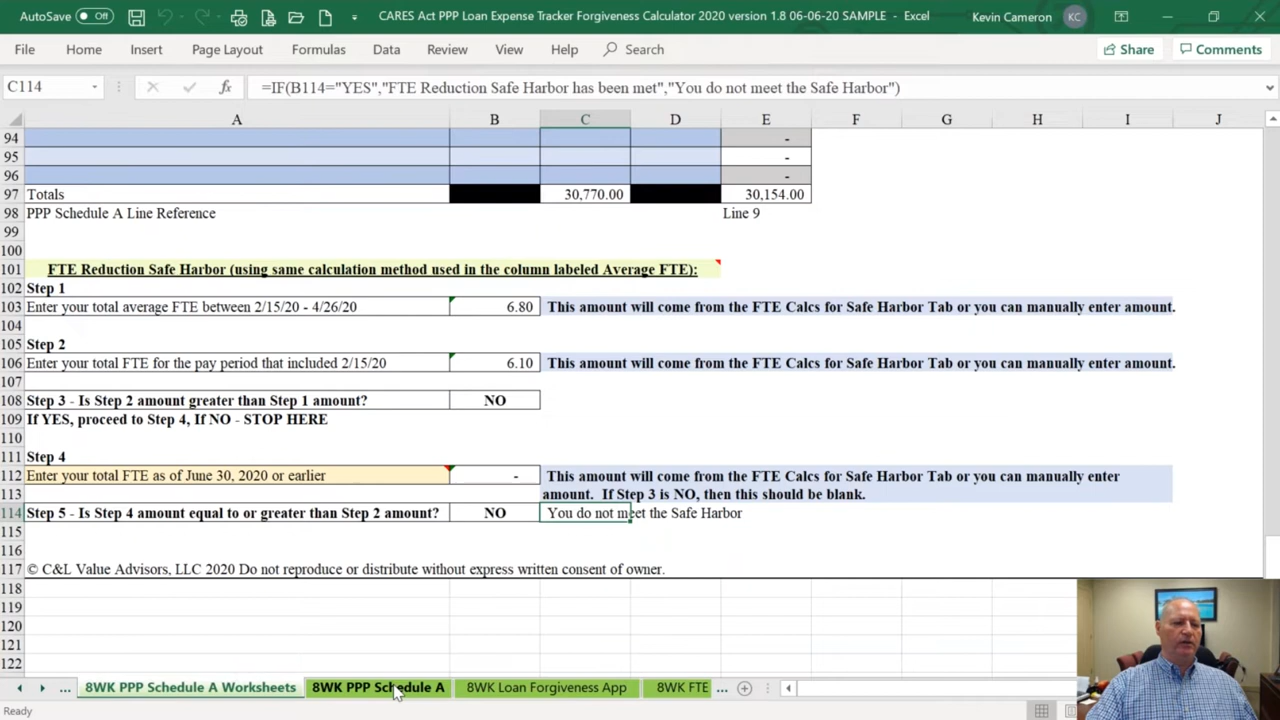 AutoSave Off CARES Act PPP Loan Expense Tracker Forgiveness Calculator 2020 version 1.8 06-06-20 SAMPLE - Excel Kevin Cameron KC
File Home Insert Page Layout Formulas Data Review View Help Search Share Comments
C114 fx =IF(B114="YES","FTE Reduction Safe Harbor has been met","You do not meet the Safe Harbor")
A B C D E F G H I J
94 -
95 -
96 -
97 Totals 30,770.00 30,154.00
98 PPP Schedule A Line Reference Line 9
99
100
101 FTE Reduction Safe Harbor (using same calculation method used in the column labeled Average FTE):
102 Step 1
103 Enter your total average FTE between 2/15/20 - 4/26/20 6.80 This amount will come from the FTE Calcs for Safe Harbor Tab or you can manually enter amount.
104
105 Step 2
106 Enter your total FTE for the pay period that included 2/15/20 6.10 This amount will come from the FTE Calcs for Safe Harbor Tab or you can manually enter amount.
107
108 Step 3 - Is Step 2 amount greater than Step 1 amount? NO
109 If YES, proceed to Step 4, If NO - STOP HERE
110
111 Step 4
112 Enter your total FTE as of June 30, 2020 or earlier - This amount will come from the FTE Calcs for Safe Harbor Tab or you can manually enter
113 amount. If Step 3 is NO, then this should be blank.
114 Step 5 - Is Step 4 amount equal to or greater than Step 2 amount? NO You do not meet the Safe Harbor
115
116
117 © C&L Value Advisors, LLC 2020 Do not reproduce or distribute without express written consent of owner.
118
119
120
121
122
... 8WK PPP Schedule A Worksheets 8WK PPP Schedule A 8WK Loan Forgiveness App 8WK FTE ...
Ready